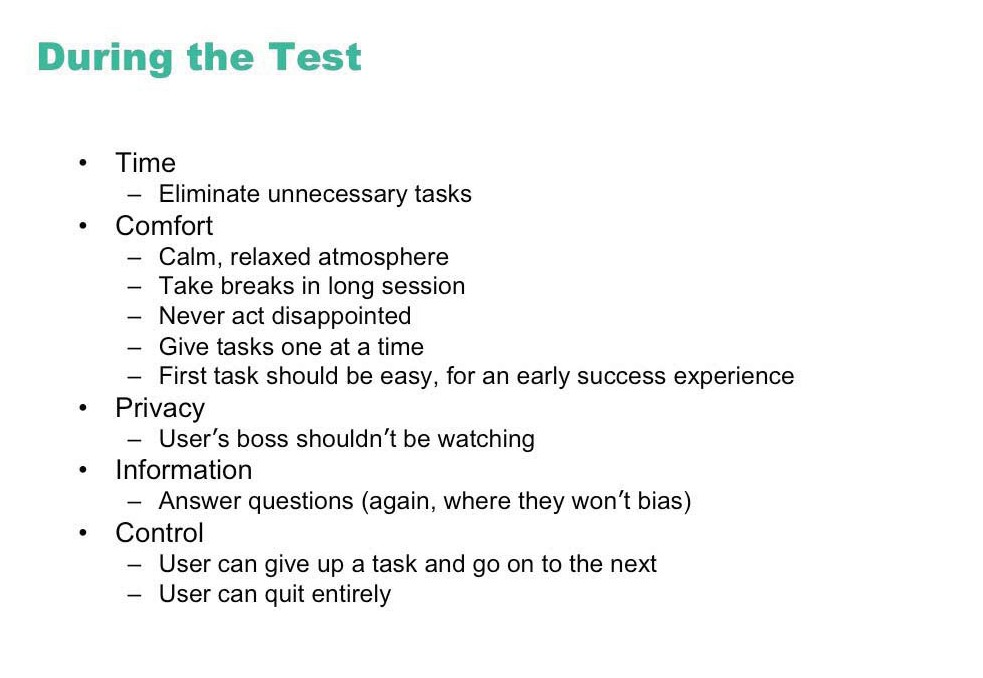 During the Test
• Time
– Eliminate unnecessary tasks
• Comfort
– Calm, relaxed atmosphere
– Take breaks in long session
– Never act disappointed
– Give tasks one at a time
– First task should be easy, for an early success experience
• Privacy
– User′s boss shouldn′t be watching
• Information
– Answer questions (again, where they won′t bias)
• Control
– User can give up a task and go on to the next
– User can quit entirely